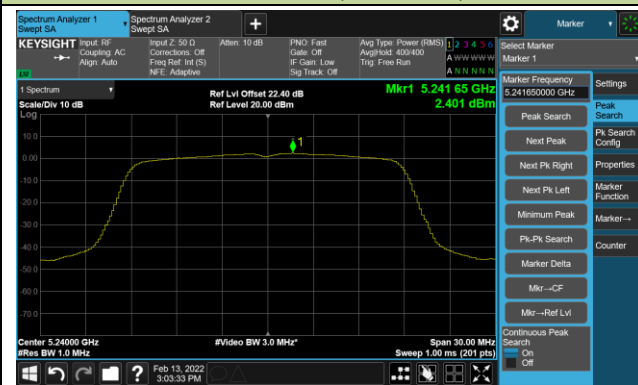 Spectrum Analyzer 1
Swept SA
Spectrum Analyzer 2
Swept SA
+
Marker
KEYSIGHT
Input: RF
Coupling: AC
Align: Auto
Input Z: 50 Ω
Corrections: Off
Freq Ref: Int (S)
NFE: Adaptive
Atten: 10 dB
PNO: Fast
Gate: Off
IF Gain: Low
Sig Track: Off
Avg Type: Power (RMS)
Avg|Hold: 400/400
Trig: Free Run
1 2 3 4 5 6
A W W W W W
A N N N N N
Select Marker
Marker 1
1 Spectrum
Scale/Div 10 dB
Log
Ref Lvl Offset 22.40 dB
Ref Level 20.00 dBm
Mkr1 5.241 65 GHz
2.401 dBm
1
10.0
0.00
-10.0
-20.0
-30.0
-40.0
-50.0
-60.0
-70.0
Center 5.24000 GHz
#Res BW 1.0 MHz
#Video BW 3.0 MHz*
Span 30.00 MHz
Sweep 1.00 ms (201 pts)
Marker Frequency
5.241650000 GHz
Peak Search
Next Peak
Next Pk Right
Next Pk Left
Minimum Peak
Pk-Pk Search
Marker Delta
Mkr→CF
Mkr→Ref Lvl
Continuous Peak
Search
On
Off
Settings
Peak
Search
Pk Search
Config
Properties
Marker
Function
Marker→
Counter
?
Feb 13, 2022
3:03:33 PM